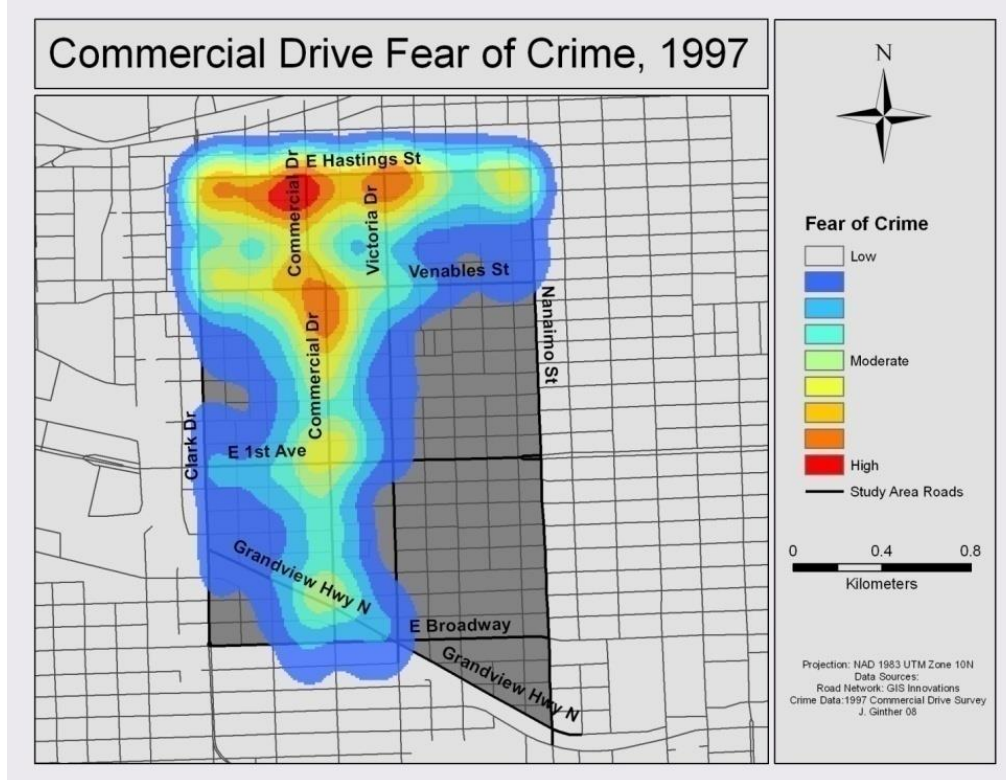 Commercial Drive Fear of Crime, 1997
N
E Hastings St
Commercial Dr
Victoria Dr
Venables St
Nanaimo St
Commercial Dr
Clark Dr
E 1st Ave
Grandview Hwy N
E Broadway
Grandview Hwy N
Fear of Crime
Low
Moderate
High
Study Area Roads
0 0.4 0.8
Kilometers
Projection: NAD 1983 UTM Zone 10N
Data Sources:
Road Network: GIS Innovations
Crime Data:1997 Commercial Drive Survey
J. Ginther 08